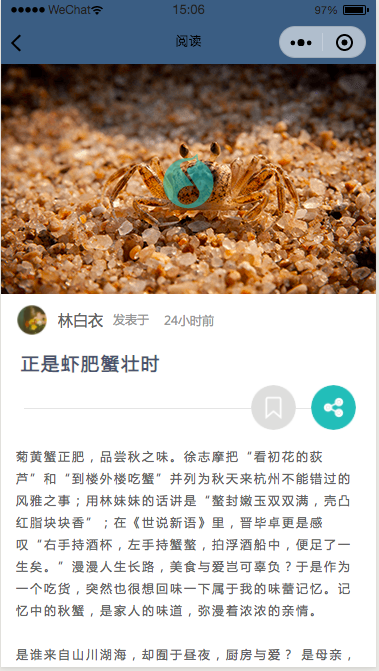 WeChat 15:06 97%
阅读
林白衣 发表于 24小时前
正是虾肥蟹壮时
菊黄蟹正肥，品尝秋之味。徐志摩把“看初花的荻
芦”和“到楼外楼吃蟹”并列为秋天来杭州不能错过的
风雅之事；用林妹妹的话讲是“螯封嫩玉双双满，壳凸
红脂块块香”；在《世说新语》里，晋毕卓更是感
叹“右手持酒杯，左手持蟹螯，拍浮酒船中，便足了一
生矣。”漫漫人生长路，美食与爱岂可辜负？于是作为
一个吃货，突然也很想回味一下属于我的味蕾记忆。记
忆中的秋蟹，是家人的味道，弥漫着浓浓的亲情。
是谁来自山川湖海，却囿于昼夜，厨房与爱？ 是母亲，